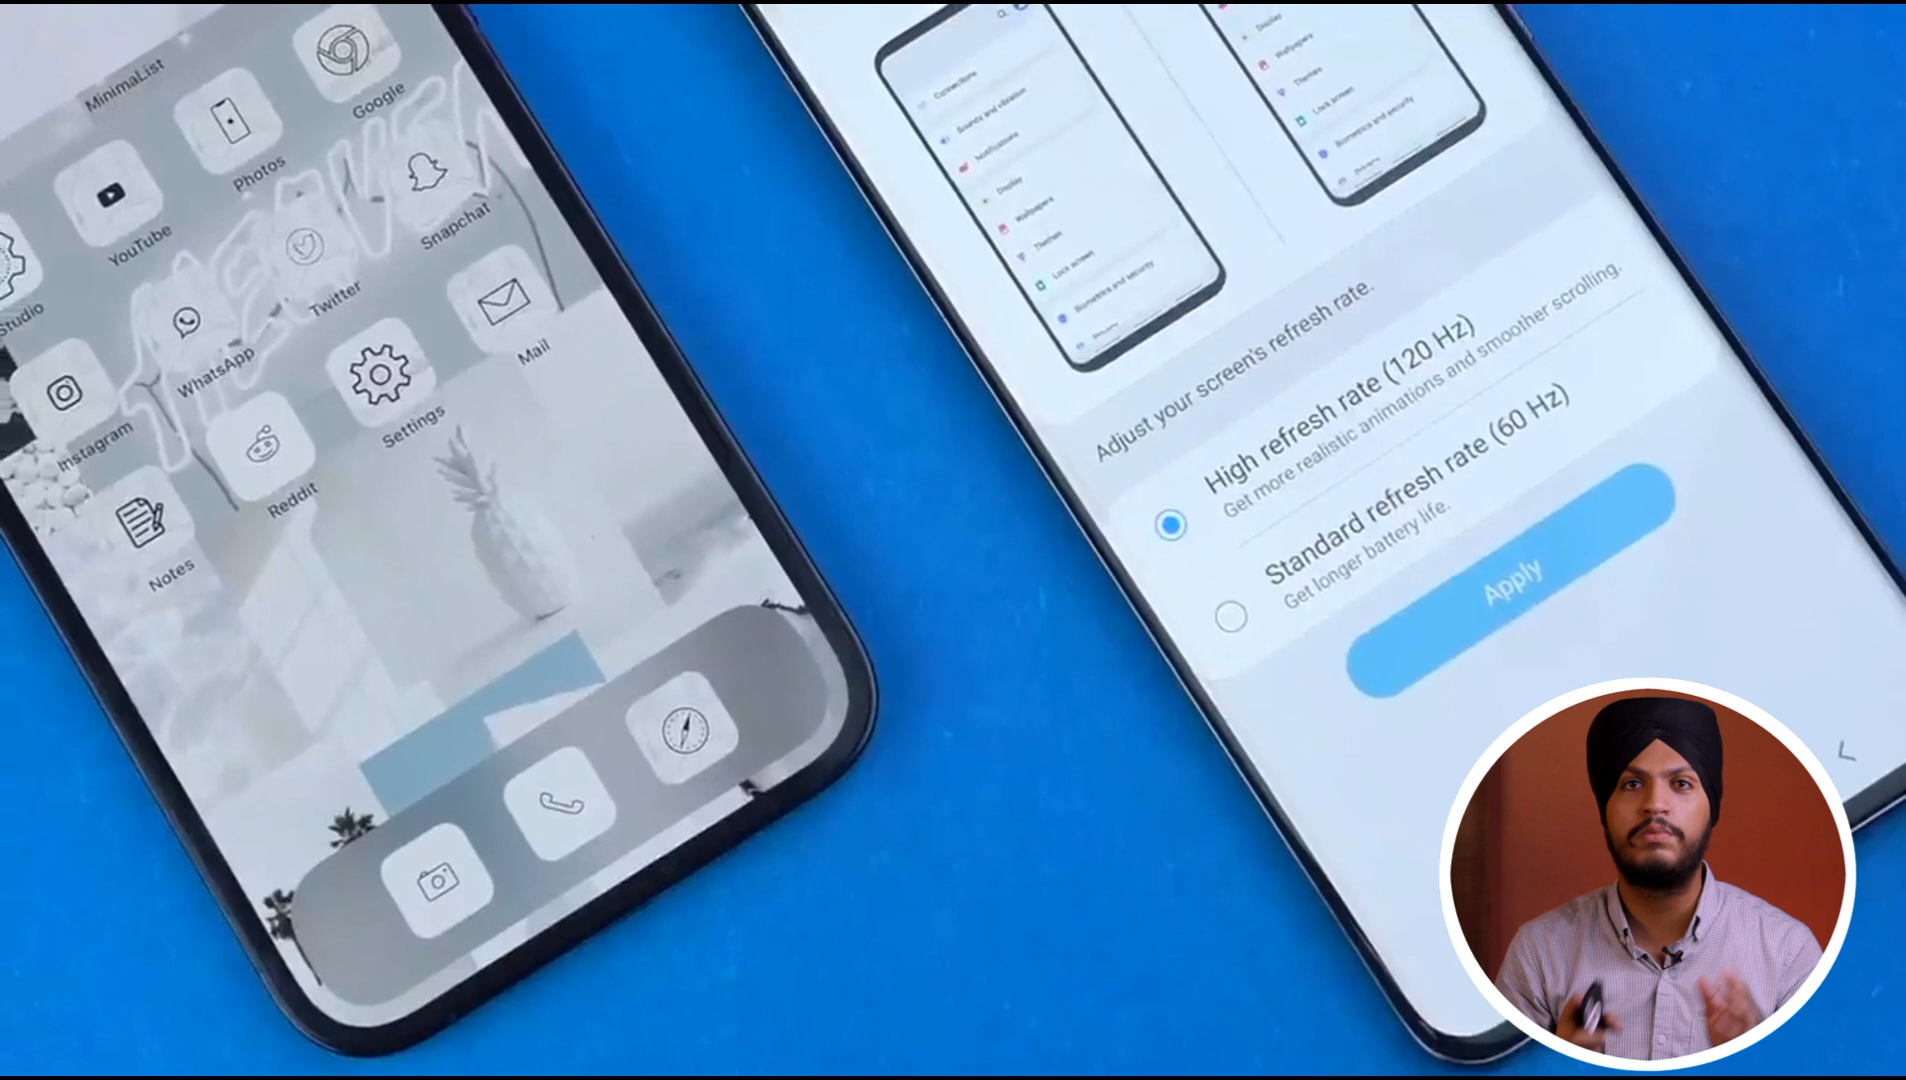 MinimaList
Google
Photos
YouTube
Snapchat
Twitter
Studio
WhatsApp
Mail
Instagram
Settings
Reddit
Notes
Connections
Sounds and vibration
Notifications
Display
Wallpapers
Themes
Lock screen
Biometrics and security
Display
Wallpapers
Themes
Lock screen
Biometrics and security
Adjust your screen's refresh rate.
High refresh rate (120 Hz)
Get more realistic animations and smoother scrolling.
Standard refresh rate (60 Hz)
Get longer battery life.
Apply